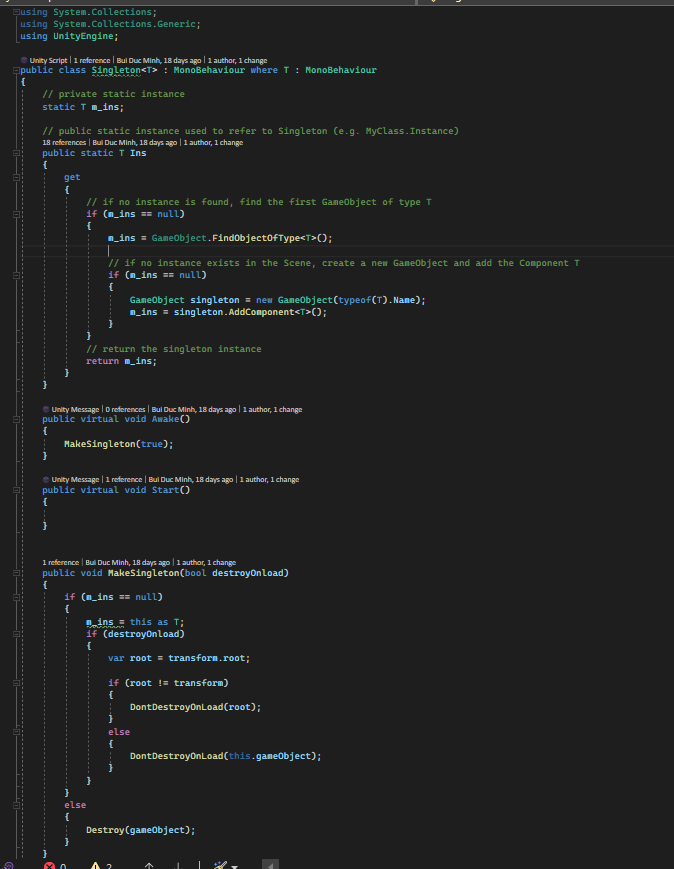 using System.Collections;
using System.Collections.Generic;
using UnityEngine;
Unity Script | 1 reference | Bui Duc Minh, 18 days ago | 1 author, 1 change
public class Singleton<T> : MonoBehaviour where T : MonoBehaviour
{
// private static instance
static T m_ins;
// public static instance used to refer to Singleton (e.g. MyClass.Instance)
18 references | Bui Duc Minh, 18 days ago | 1 author, 1 change
public static T Ins
{
get
{
// if no instance is found, find the first GameObject of type T
if (m_ins == null)
{
m_ins = GameObject.FindObjectOfType<T>();
// if no instance exists in the Scene, create a new GameObject and add the Component T
if (m_ins == null)
{
GameObject singleton = new GameObject(typeof(T).Name);
m_ins = singleton.AddComponent<T>();
}
}
// return the singleton instance
return m_ins;
}
}
Unity Message | 0 references | Bui Duc Minh, 18 days ago | 1 author, 1 change
public virtual void Awake()
{
MakeSingleton(true);
}
Unity Message | 1 reference | Bui Duc Minh, 18 days ago | 1 author, 1 change
public virtual void Start()
{
}
1 reference | Bui Duc Minh, 18 days ago | 1 author, 1 change
public void MakeSingleton(bool destroyOnload)
{
if (m_ins == null)
{
m_ins = this as T;
if (destroyOnload)
{
var root = transform.root;
if (root != transform)
{
DontDestroyOnLoad(root);
}
else
{
DontDestroyOnLoad(this.gameObject);
}
}
}
else
{
Destroy(gameObject);
}
}
0 2